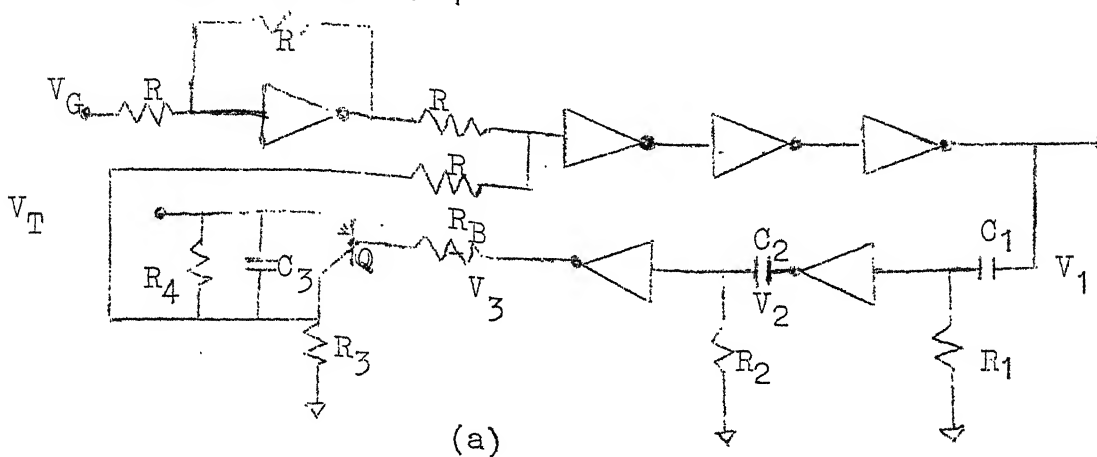 R
V_G
R
R
R
V_T
R_B
C_2
C_1
V_1
Q
R_4
C_3
V_3
V_2
R_3
R_2
R_1
(a)